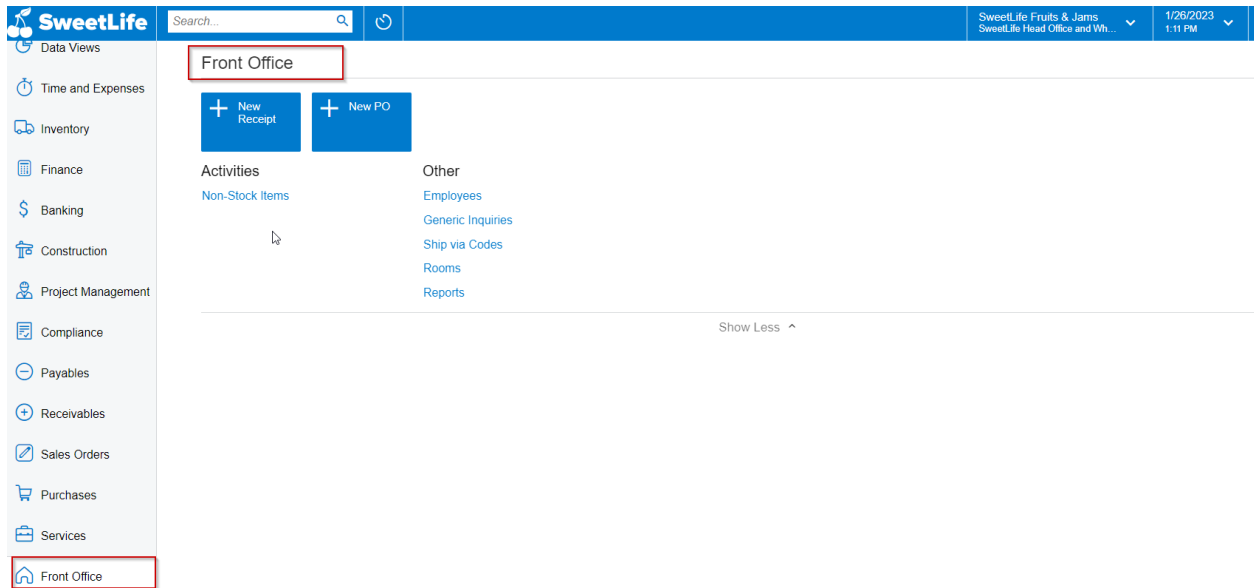 SweetLife
Search...
SweetLife Fruits & Jams
SweetLife Head Office and Wh...
1/26/2023
1:11 PM
Data Views
Time and Expenses
Inventory
Finance
Banking
Construction
Project Management
Compliance
Payables
Receivables
Sales Orders
Purchases
Services
Front Office
Front Office
New
Receipt
New PO
Activities
Non-Stock Items
Other
Employees
Generic Inquiries
Ship via Codes
Rooms
Reports
Show Less